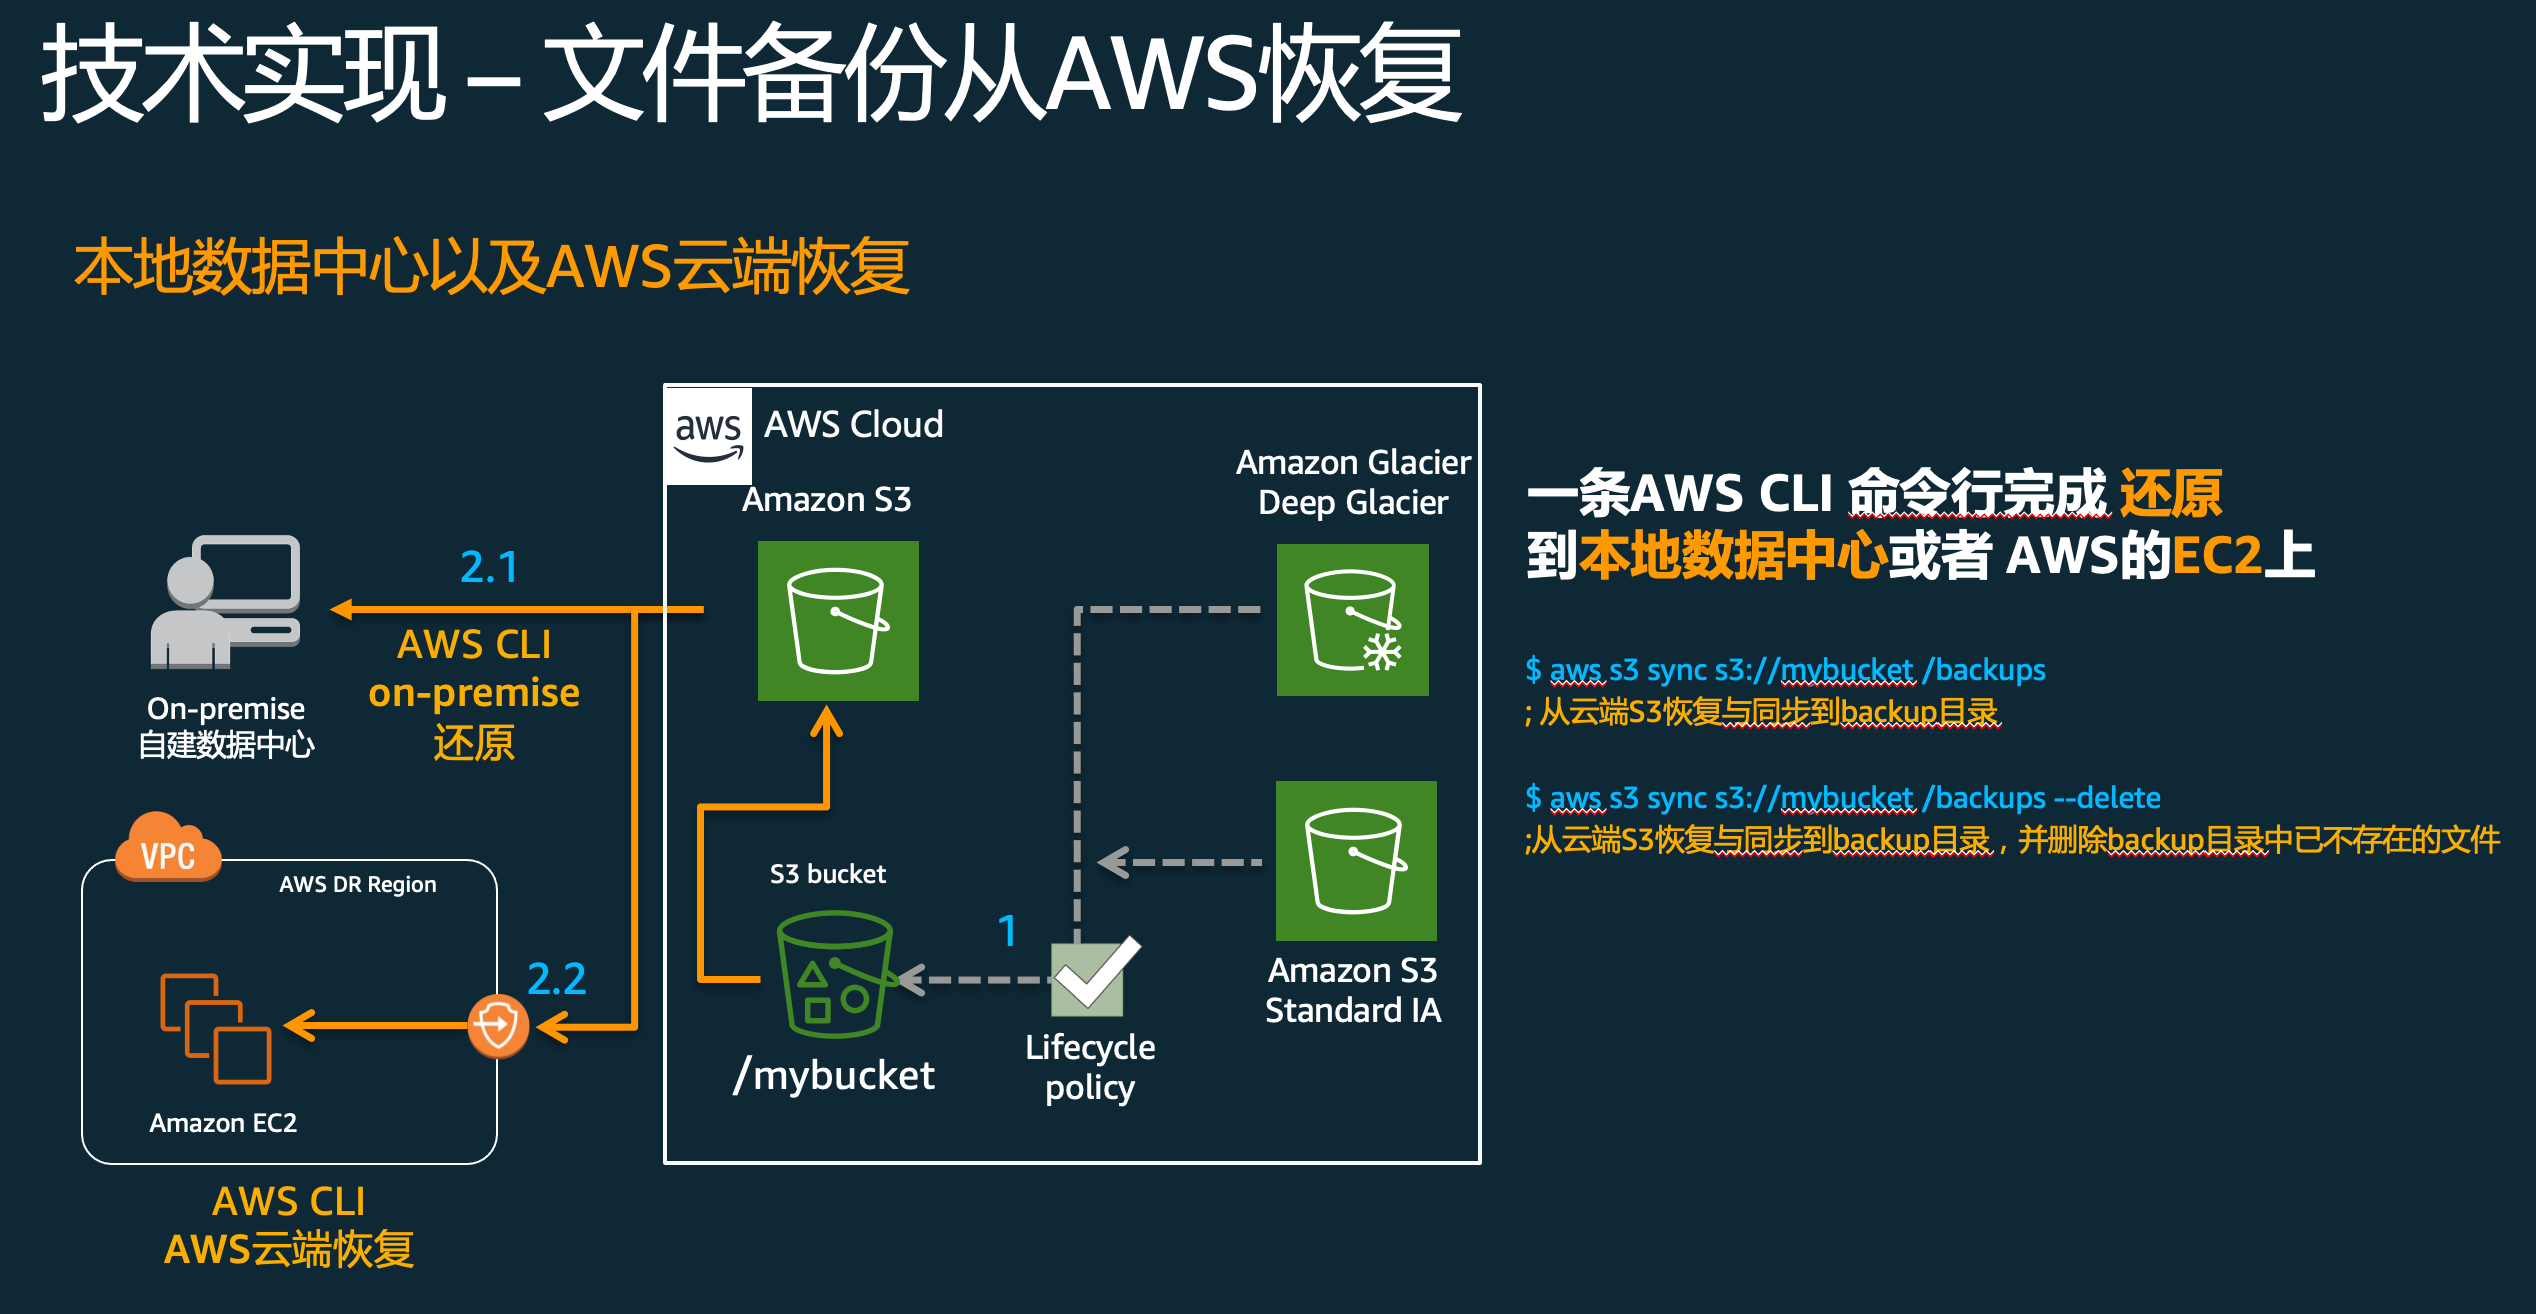 技术实现 – 文件备份从AWS恢复
本地数据中心以及AWS云端恢复
aws
AWS Cloud
Amazon S3
Amazon Glacier
Deep Glacier
2.1
AWS CLI
on-premise
还原
On-premise
自建数据中心
VPC
AWS DR Region
2.2
Amazon EC2
AWS CLI
AWS云端恢复
S3 bucket
/mybucket
1
Lifecycle
policy
Amazon S3
Standard IA
一条AWS CLI 命令行完成 还原
到本地数据中心或者 AWS的EC2上
$ aws s3 sync s3://mybucket /backups
; 从云端S3恢复与同步到backup目录
$ aws s3 sync s3://mybucket /backups --delete
;从云端S3恢复与同步到backup目录，并删除backup目录中已不存在的文件